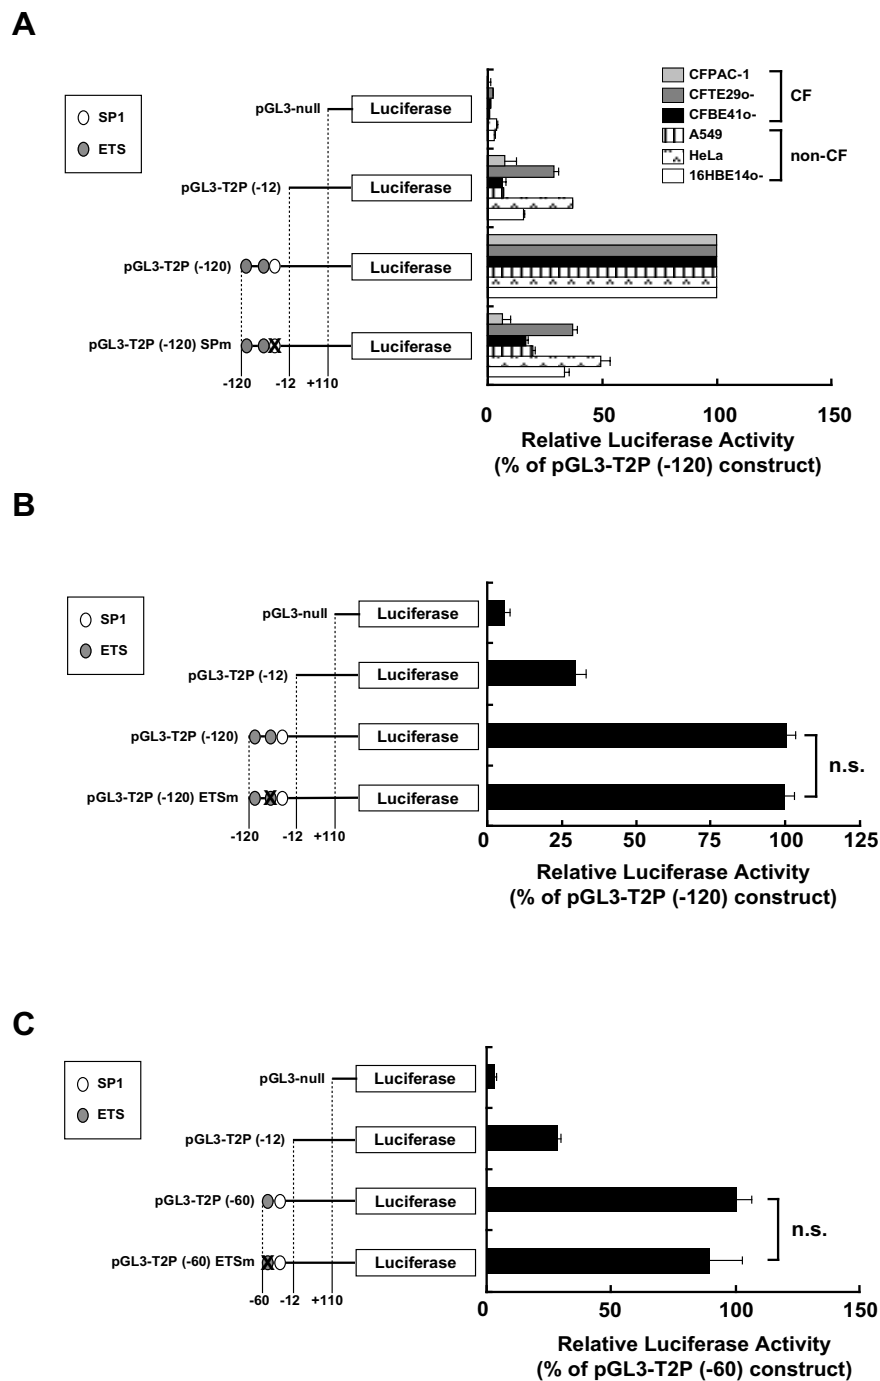 A
SP1
ETS
pGL3-null
Luciferase
pGL3-T2P (-12)
Luciferase
pGL3-T2P (-120)
Luciferase
pGL3-T2P (-120) SPm
Luciferase
-120
-12
+110
CFPAC-1
CFTE29o-
CFBE41o-
CF
A549
HeLa
16HBE14o-
non-CF
0
50
100
150
Relative Luciferase Activity
(% of pGL3-T2P (-120) construct)
B
SP1
ETS
pGL3-null
Luciferase
pGL3-T2P (-12)
Luciferase
pGL3-T2P (-120)
Luciferase
pGL3-T2P (-120) ETSm
Luciferase
-120
-12
+110
n.s.
0
25
50
75
100
125
Relative Luciferase Activity
(% of pGL3-T2P (-120) construct)
C
SP1
ETS
pGL3-null
Luciferase
pGL3-T2P (-12)
Luciferase
pGL3-T2P (-60)
Luciferase
pGL3-T2P (-60) ETSm
Luciferase
-60
-12
+110
n.s.
0
50
100
150
Relative Luciferase Activity
(% of pGL3-T2P (-60) construct)